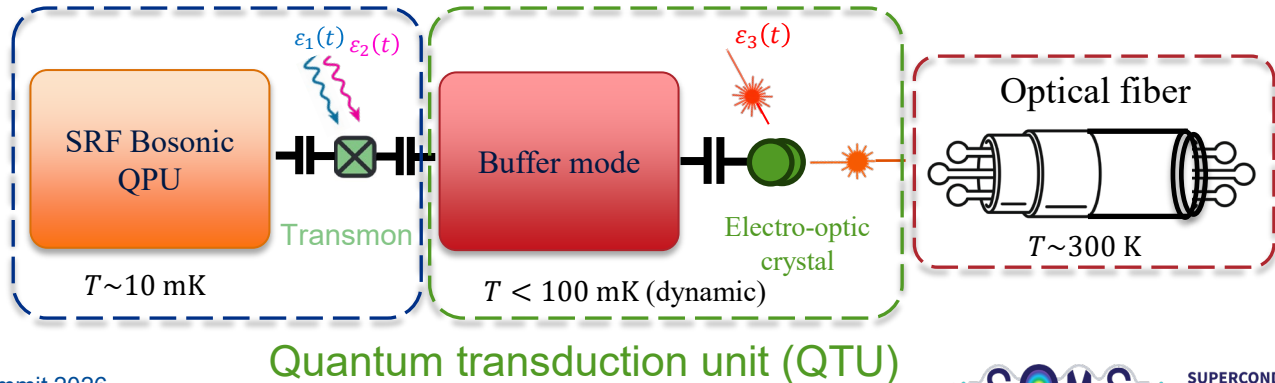 ε₁(t) ε₂(t)
ε₃(t)
SRF Bosonic
QPU
Transmon
T~10 mK
Buffer mode
Electro-optic
crystal
T < 100 mK (dynamic)
Optical fiber
T~300 K
Quantum transduction unit (QTU)
2026